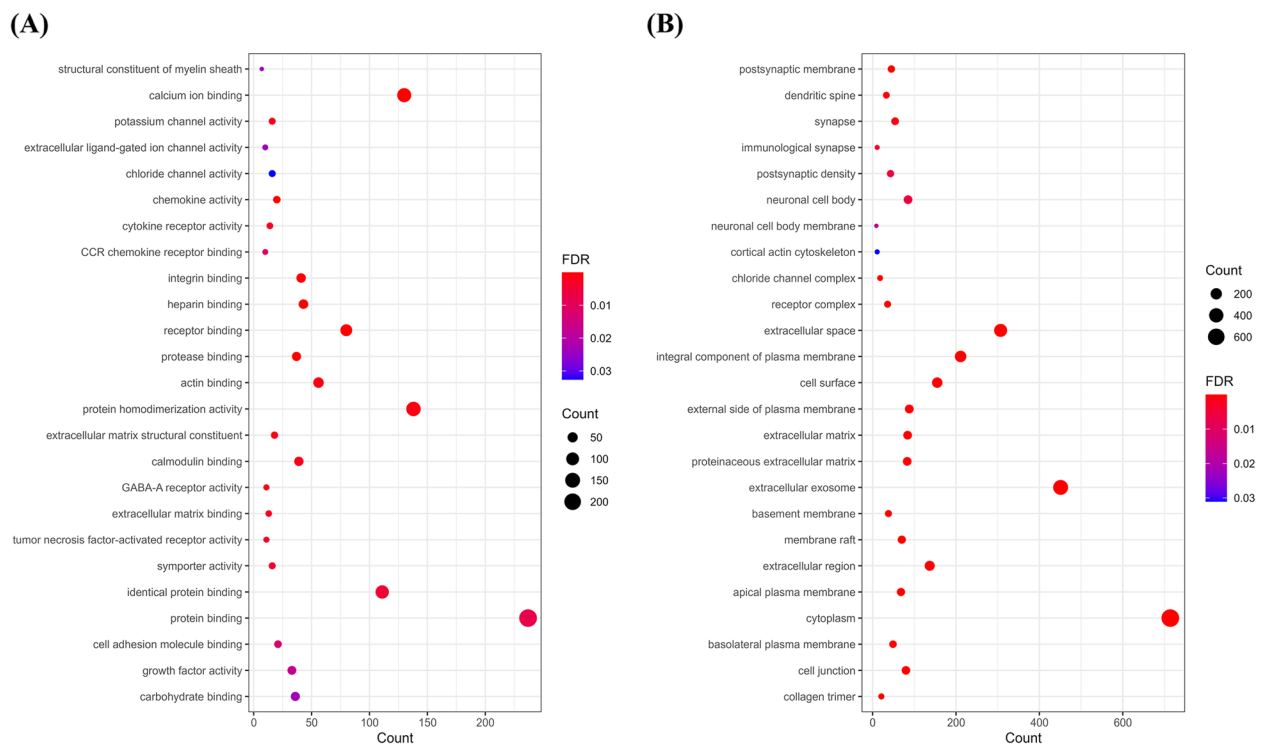 (A)
structural constituent of myelin sheath
calcium ion binding
potassium channel activity
extracellular ligand-gated ion channel activity
chloride channel activity
chemokine activity
cytokine receptor activity
CCR chemokine receptor binding
integrin binding
heparin binding
receptor binding
protease binding
actin binding
protein homodimerization activity
extracellular matrix structural constituent
calmodulin binding
GABA-A receptor activity
extracellular matrix binding
tumor necrosis factor-activated receptor activity
symporter activity
identical protein binding
protein binding
cell adhesion molecule binding
growth factor activity
carbohydrate binding
0 50 100 150 200
Count
FDR
0.01
0.02
0.03
Count
50
100
150
200
(B)
postsynaptic membrane
dendritic spine
synapse
immunological synapse
postsynaptic density
neuronal cell body
neuronal cell body membrane
cortical actin cytoskeleton
chloride channel complex
receptor complex
extracellular space
integral component of plasma membrane
cell surface
external side of plasma membrane
extracellular matrix
proteinaceous extracellular matrix
extracellular exosome
basement membrane
membrane raft
extracellular region
apical plasma membrane
cytoplasm
basolateral plasma membrane
cell junction
collagen trimer
0 200 400 600
Count
Count
200
400
600
FDR
0.01
0.02
0.03